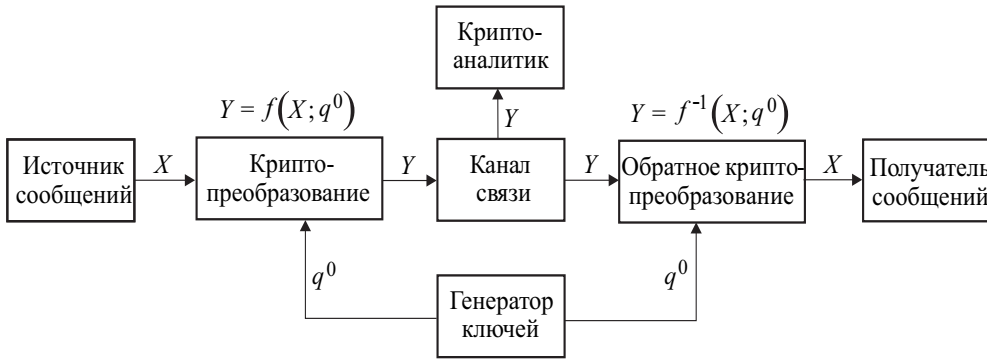 Крипто-
аналитик
Y = f(X; q⁰)
Y
Y = f⁻¹(X; q⁰)
Источник
сообщений
X
Крипто-
преобразование
Y
Канал
связи
Y
Обратное крипто-
преобразование
X
Получатель
сообщений
q⁰
Генератор
ключей
q⁰